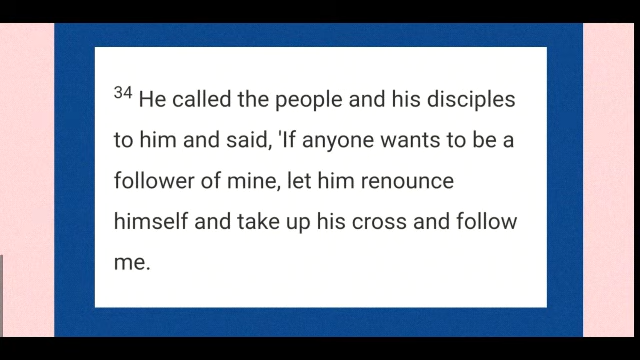 34 He called the people and his disciples
to him and said, 'If anyone wants to be a
follower of mine, let him renounce
himself and take up his cross and follow
me.